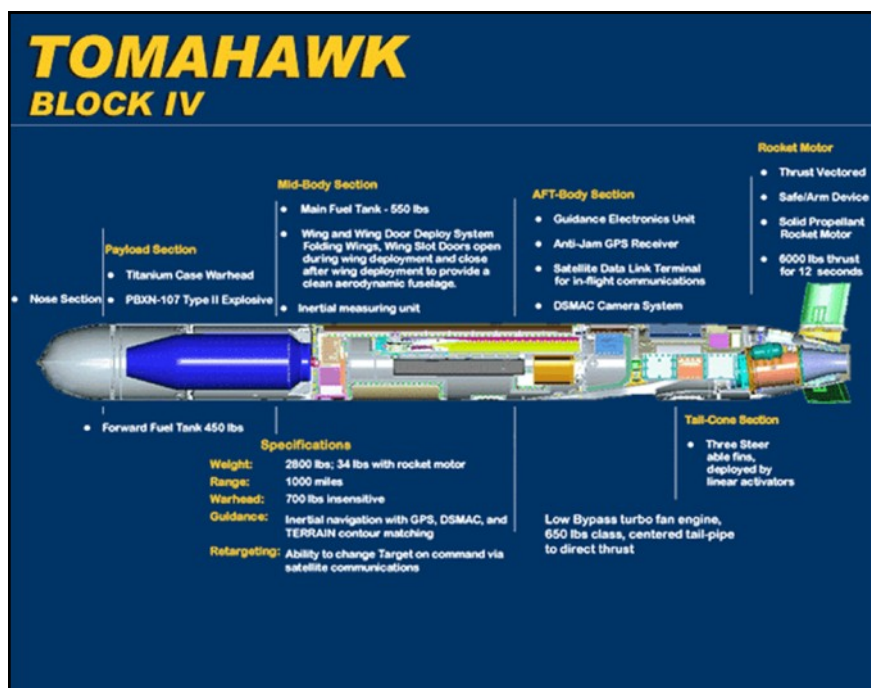 TOMAHAWK
BLOCK IV
Rocket Motor
Thrust Vectored
Safe/Arm Device
Solid Propellant
Rocket Motor
6000 lbs thrust
for 12 seconds
Mid-Body Section
Main Fuel Tank - 550 lbs
Wing and Wing Door Deploy System
Folding Wings, Wing Slot Doors open
during wing deployment and close
after wing deployment to provide a
clean aerodynamic fuselage.
Inertial measuring unit
AFT-Body Section
Guidance Electronics Unit
Anti-Jam GPS Receiver
Satellite Data Link Terminal
for in-flight communications
DSMAC Camera System
Payload Section
Titanium Case Warhead
PBXN-107 Type II Explosive
Nose Section
Forward Fuel Tank 450 lbs
Tail-Cone Section
Three Steer
able fins,
deployed by
linear activators
Specifications
Weight: 2800 lbs; 34 lbs with rocket motor
Range: 1000 miles
Warhead: 700 lbs insensitive
Guidance: Inertial navigation with GPS, DSMAC, and
TERRAIN contour matching
Retargeting: Ability to change Target on command via
satellite communications
Low Bypass turbo fan engine,
650 lbs class, centered tail-pipe
to direct thrust